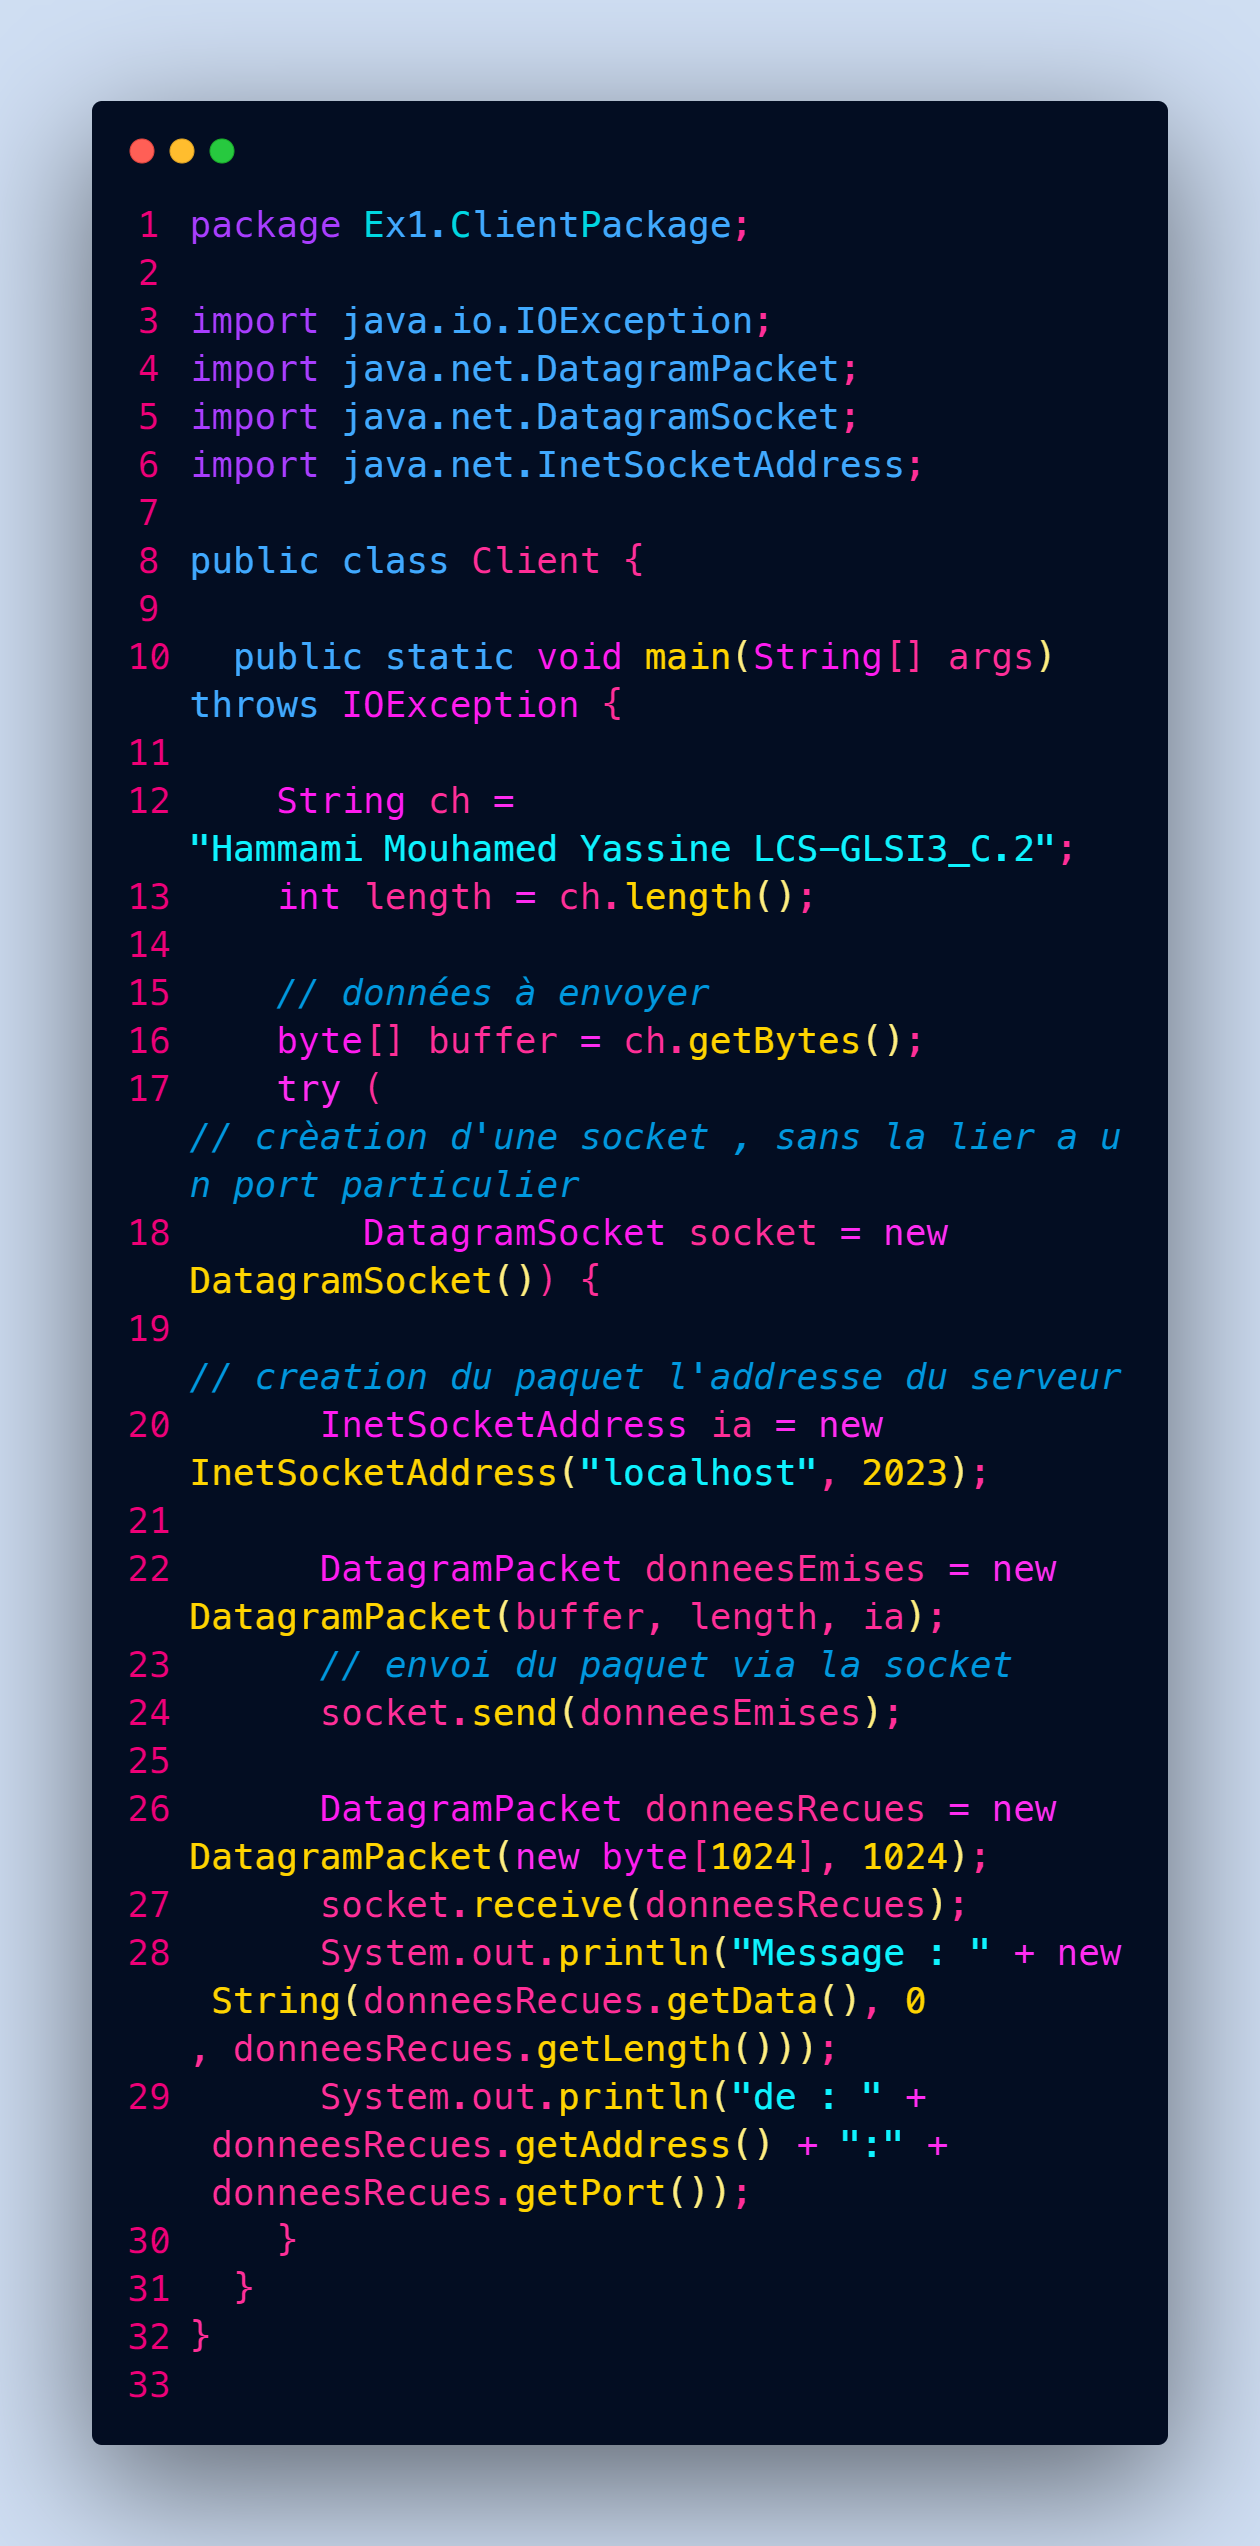 1 package Ex1.ClientPackage;
2
3 import java.io.IOException;
4 import java.net.DatagramPacket;
5 import java.net.DatagramSocket;
6 import java.net.InetSocketAddress;
7
8 public class Client {
9
10   public static void main(String[] args)
throws IOException {
11
12     String ch =
"Hammami Mouhamed Yassine LCS-GLSI3_C.2";
13     int length = ch.length();
14
15     // données à envoyer
16     byte[] buffer = ch.getBytes();
17     try (
// crèation d'une socket , sans la lier a u
n port particulier
18         DatagramSocket socket = new
DatagramSocket()) {
19
// creation du paquet l'addresse du serveur
20       InetSocketAddress ia = new
InetSocketAddress("localhost", 2023);
21
22       DatagramPacket donneesEmises = new
DatagramPacket(buffer, length, ia);
23       // envoi du paquet via la socket
24       socket.send(donneesEmises);
25
26       DatagramPacket donneesRecues = new
DatagramPacket(new byte[1024], 1024);
27       socket.receive(donneesRecues);
28       System.out.println("Message : " + new
 String(donneesRecues.getData(), 0
, donneesRecues.getLength()));
29       System.out.println("de : " +
 donneesRecues.getAddress() + ":" +
 donneesRecues.getPort());
30     }
31   }
32 }
33